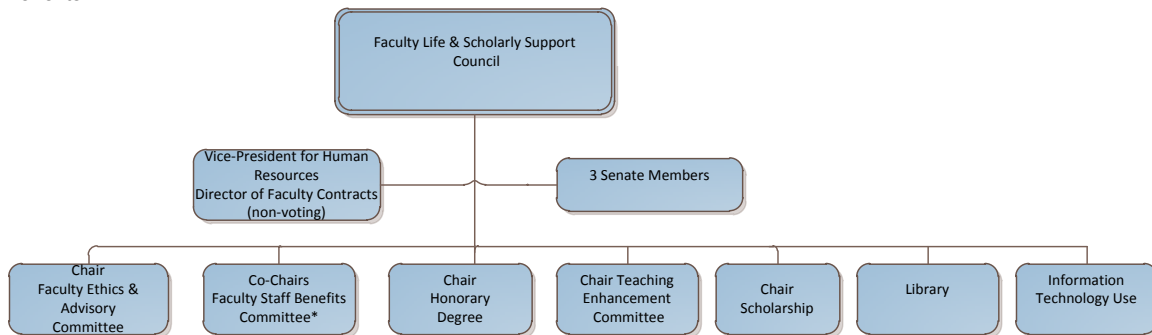 Faculty Life & Scholarly Support
Council
Vice-President for Human
Resources
Director of Faculty Contracts
(non-voting)
3 Senate Members
Chair
Faculty Ethics &
Advisory
Committee
Co-Chairs
Faculty Staff Benefits
Committee*
Chair
Honorary
Degree
Chair Teaching
Enhancement
Committee
Chair
Scholarship
Library
Information
Technology Use